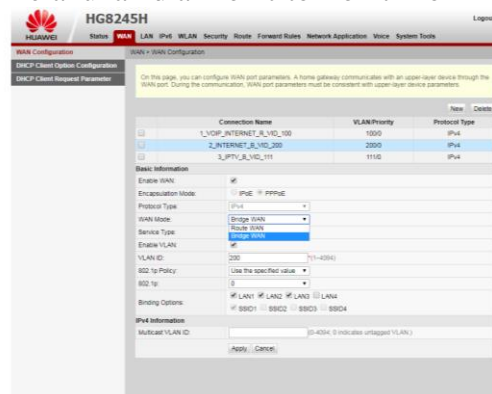 HG8245H
Logou
HUAWEI
Status WAN LAN IPv6 WLAN Security Route Forward Rules Network Application Voice System Tools
WAN Configuration
WAN > WAN Configuration
DHCP Client Option Configuration
DHCP Client Request Parameter
On this page, you can configure WAN port parameters. A home gateway communicates with an upper-layer device through the
WAN port. During the communication, WAN port parameters must be consistent with upper-layer device parameters.
New Delete
Connection Name VLAN/Priority Protocol Type
1_VOIP_INTERNET_R_VID_100 100/0 IPv4
2_INTERNET_B_VID_200 200/0 IPv4
3_IPTV_B_VID_111 111/0 IPv4
Basic Information
Enable WAN:
Encapsulation Mode: IPoE PPPoE
Protocol Type: IPv4
WAN Mode: Bridge WAN
Route WAN
Bridge WAN
Service Type:
Enable VLAN:
VLAN ID: 200 *(1-4094)
802.1p Policy: Use the specified value
802.1p: 0
Binding Options: LAN1 LAN2 LAN3 LAN4
SSID1 SSID2 SSID3 SSID4
IPv4 Information
Multicast VLAN ID: (0-4094; 0 indicates untagged VLAN.)
Apply Cancel